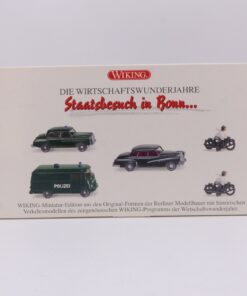 WIKING
DIE WIRTSCHAFTSWUNDERJAHRE
Staatsbesuch in Bonn...
POLIZEI
WIKING-Miniatur-Edition aus den Original-Formen der Berliner Modellbauer mit historischen
Verkehrsmodellen des zeitgenössischen WIKING-Programms der Wirtschaftswunderjahre.